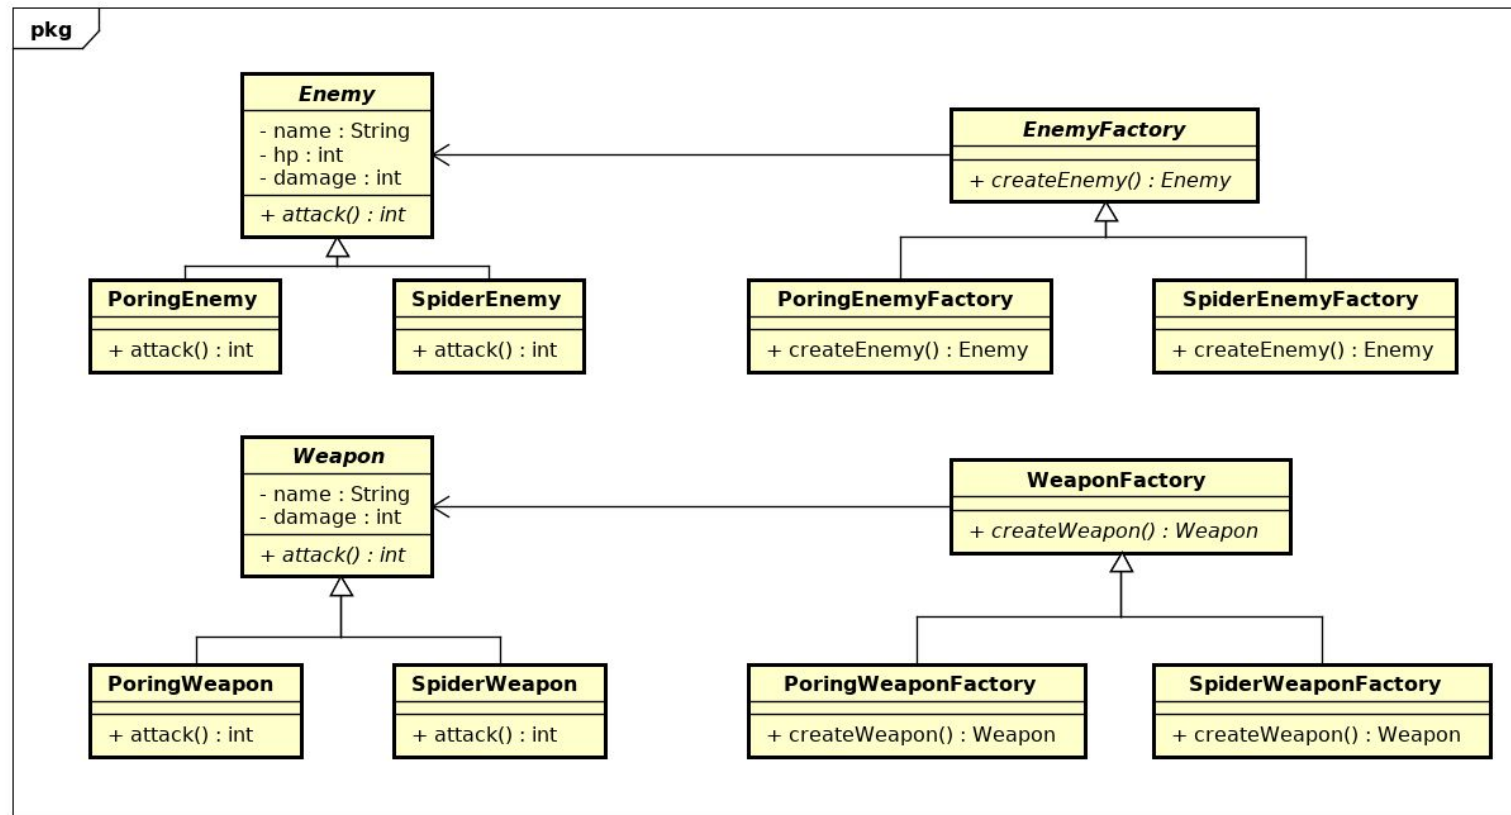 pkg
Enemy
- name : String
- hp : int
- damage : int
+ attack() : int
EnemyFactory
+ createEnemy() : Enemy
PoringEnemy
+ attack() : int
SpiderEnemy
+ attack() : int
PoringEnemyFactory
+ createEnemy() : Enemy
SpiderEnemyFactory
+ createEnemy() : Enemy
Weapon
- name : String
- damage : int
+ attack() : int
WeaponFactory
+ createWeapon() : Weapon
PoringWeapon
+ attack() : int
SpiderWeapon
+ attack() : int
PoringWeaponFactory
+ createWeapon() : Weapon
SpiderWeaponFactory
+ createWeapon() : Weapon